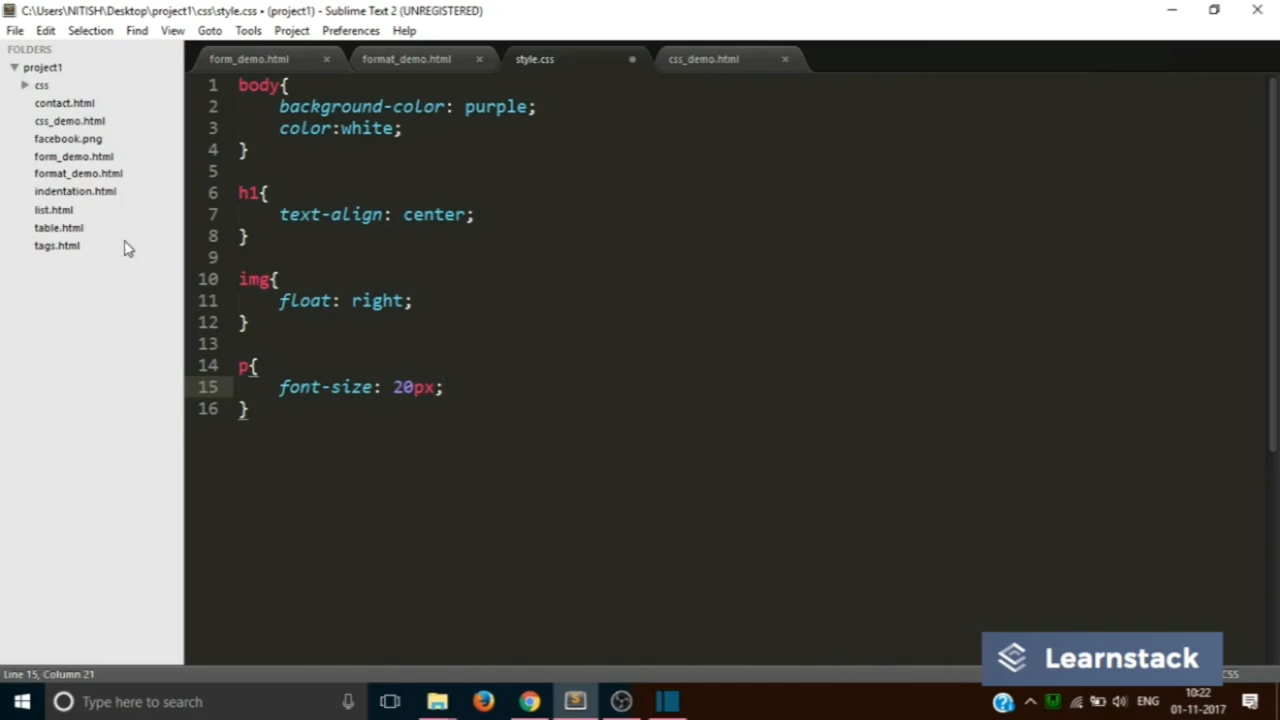 C:\Users\NITISH\Desktop\project1\css\style.css • (project1) - Sublime Text 2 (UNREGISTERED)
File Edit Selection Find View Goto Tools Project Preferences Help
FOLDERS
project1
css
contact.html
css_demo.html
facebook.png
form_demo.html
format_demo.html
indentation.html
list.html
table.html
tags.html
form_demo.html × format_demo.html × style.css css_demo.html ×
1 body{
2 background-color: purple;
3 color:white;
4 }
5
6 h1{
7 text-align: center;
8 }
9
10 img{
11 float: right;
12 }
13
14 p{
15 font-size: 20px;
16 }
Learnstack
Line 15, Column 21
CSS
Type here to search
ENG
10:22
01-11-2017